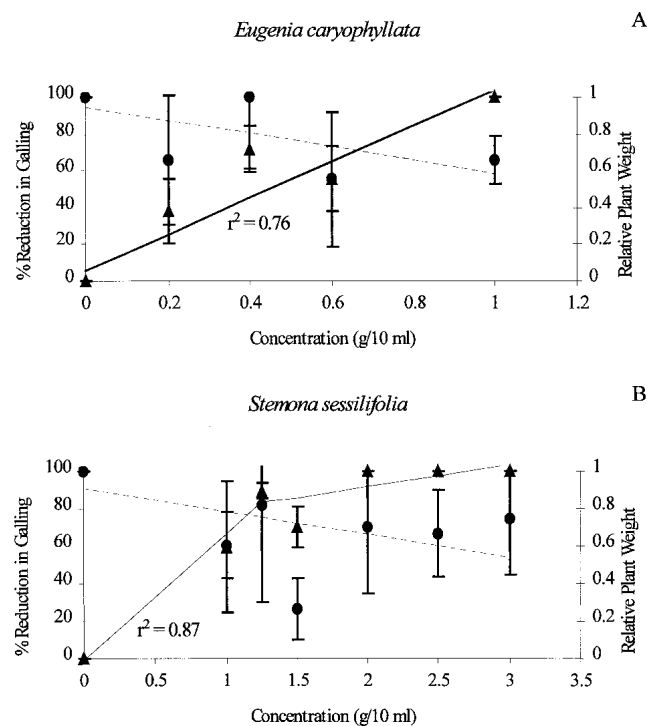 A
Eugenia caryophyllata
100
80
60
40
20
0
% Reduction in Galling
1
0.8
0.6
0.4
0.2
0
Relative Plant Weight
r² = 0.76
0 0.2 0.4 0.6 0.8 1 1.2
Concentration (g/10 ml)
B
Stemona sessilifolia
100
80
60
40
20
0
% Reduction in Galling
1
0.8
0.6
0.4
0.2
0
Relative Plant Weight
r² = 0.87
0 0.5 1 1.5 2 2.5 3 3.5
Concentration (g/10 ml)